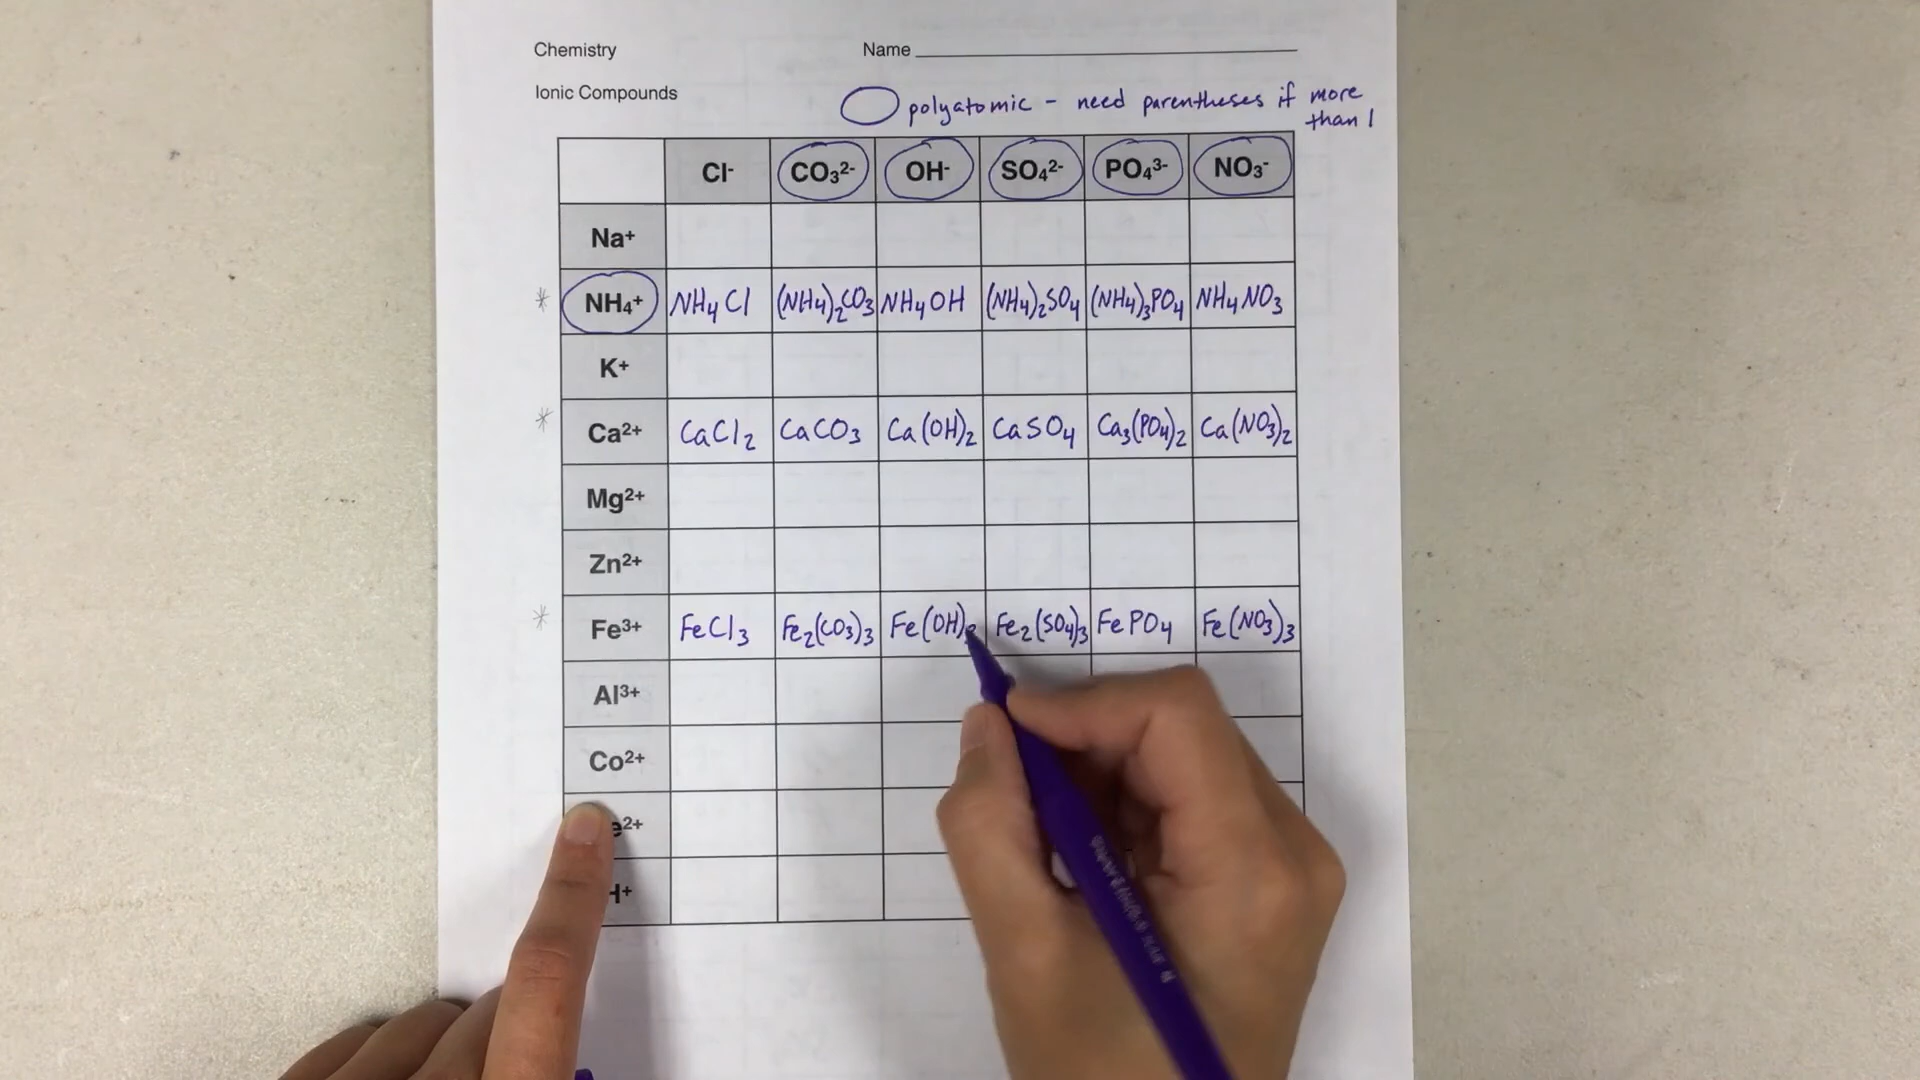 Chemistry Name
Ionic Compounds
polyatomic - need parentheses if more
than 1
Cl⁻ CO₃²⁻ OH⁻ SO₄²⁻ PO₄³⁻ NO₃⁻
Na⁺
* NH₄⁺ NH₄Cl (NH₄)₂CO₃ NH₄OH (NH₄)₂SO₄ (NH₄)₃PO₄ NH₄NO₃
K⁺
* Ca²⁺ CaCl₂ CaCO₃ Ca(OH)₂ CaSO₄ Ca₃(PO₄)₂ Ca(NO₃)₂
Mg²⁺
Zn²⁺
* Fe³⁺ FeCl₃ Fe₂(CO₃)₃ Fe(OH) Fe₂(SO₄)₃ FePO₄ Fe(NO₃)₃
Al³⁺
Co²⁺
e²⁺
H⁺